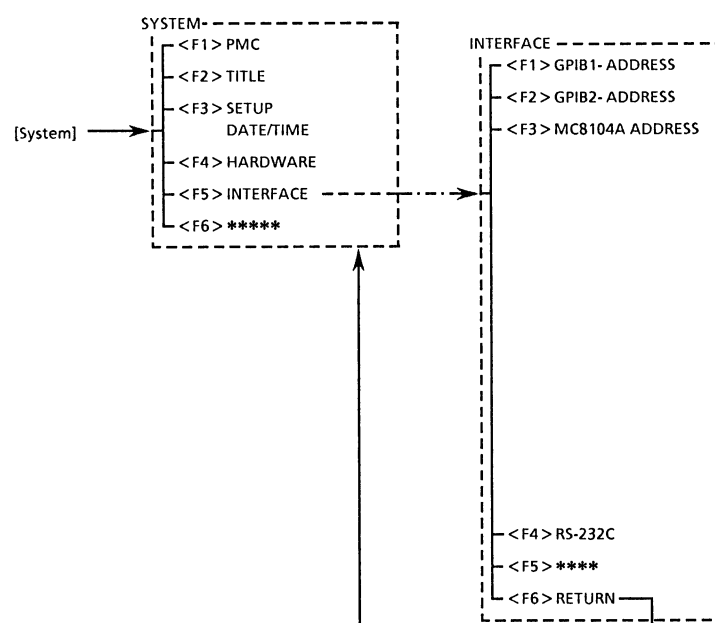 SYSTEM
<F1> PMC
<F2> TITLE
<F3> SETUP
DATE/TIME
[System]
<F4> HARDWARE
<F5> INTERFACE
<F6> *****
INTERFACE
<F1> GPIB1- ADDRESS
<F2> GPIB2- ADDRESS
<F3> MC8104A ADDRESS
<F4> RS-232C
<F5> ****
<F6> RETURN